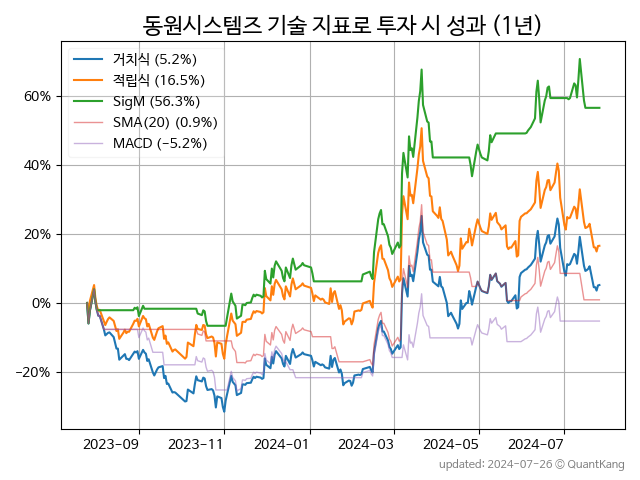 동원시스템즈 기술 지표로 투자 시 성과 (1년)
거치식 (5.2%)
적립식 (16.5%)
SigM (56.3%)
SMA(20) (0.9%)
MACD (−5.2%)
60%
40%
20%
0%
−20%
2023-09 2023-11 2024-01 2024-03 2024-05 2024-07
updated: 2024-07-26 © QuantKang